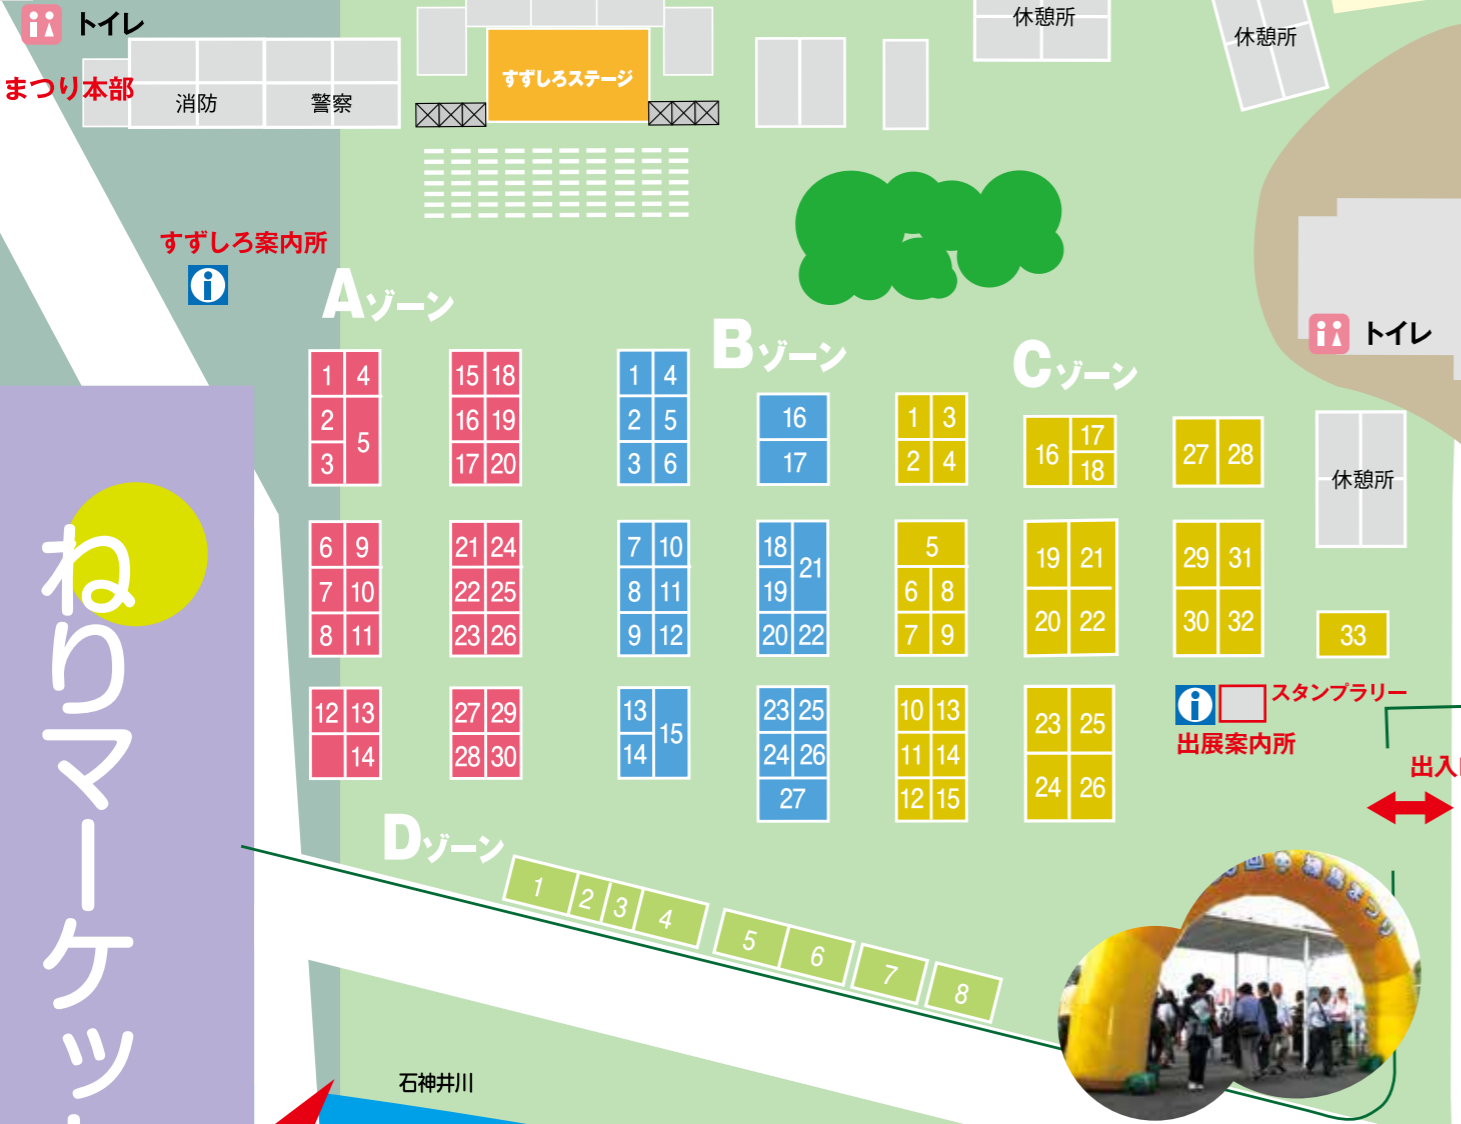 トイレ
休憩所
休憩所
まつり本部
消防
警察
すずしろステージ
すずしろ案内所
Aゾーン
Bゾーン
Cゾーン
トイレ
1 4
2 5
3
15 18
16 19
17 20
1 4
2 5
3 6
16
17
1 3
2 4
16 17
18
27 28
休憩所
6 9
7 10
8 11
21 24
22 25
23 26
7 10
8 11
9 12
18 21
19
20 22
5
6 8
7 9
19 21
20 22
29 31
30 32
33
12 13
14
27 29
28 30
13 15
14
23 25
24 26
27
10 13
11 14
12 15
23 25
24 26
スタンプラリー
出展案内所
出入
Dゾーン
1 2 3 4 5 6 7 8
ねりマーケッ
石神井川